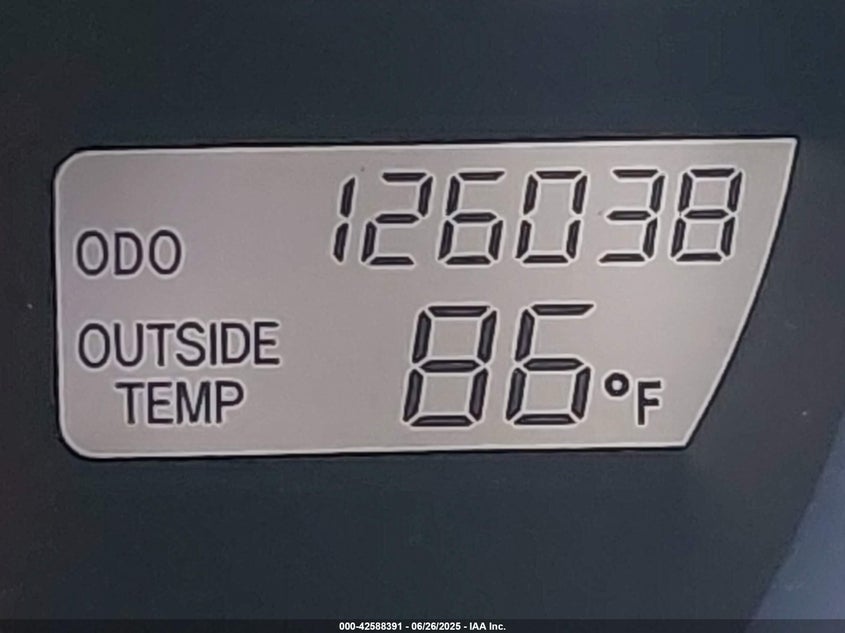 ODO 126038
OUTSIDE
TEMP 86°F
000-42588391 - 06/26/2025 - IAA Inc.